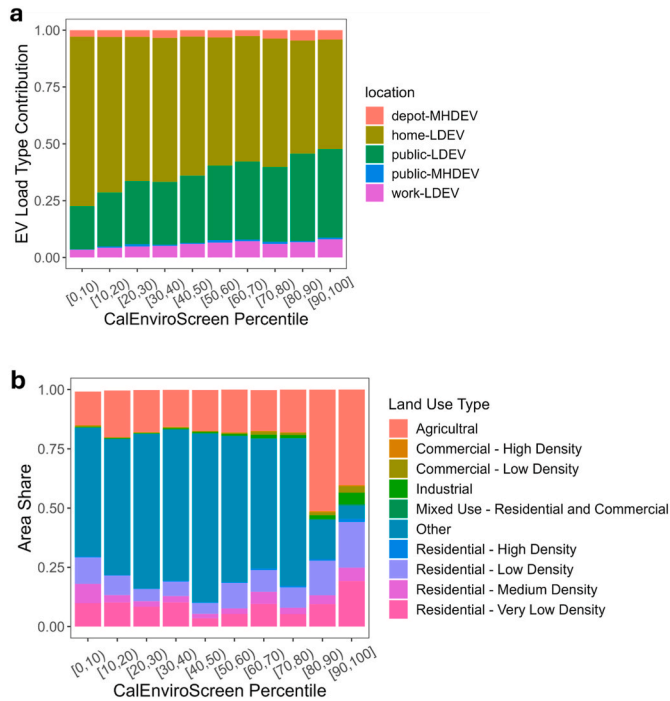 a
EV Load Type Contribution
1.00
0.75
0.50
0.25
0.00
[0,10)
[10,20)
[20,30)
[30,40)
[40,50)
[50,60)
[60,70)
[70,80)
[80,90)
[90,100]
CalEnviroScreen Percentile
location
depot-MHDEV
home-LDEV
public-LDEV
public-MHDEV
work-LDEV
b
Area Share
1.00
0.75
0.50
0.25
0.00
[0,10)
[10,20)
[20,30)
[30,40)
[40,50)
[50,60)
[60,70)
[70,80)
[80,90)
[90,100]
CalEnviroScreen Percentile
Land Use Type
Agricultral
Commercial - High Density
Commercial - Low Density
Industrial
Mixed Use - Residential and Commercial
Other
Residential - High Density
Residential - Low Density
Residential - Medium Density
Residential - Very Low Density